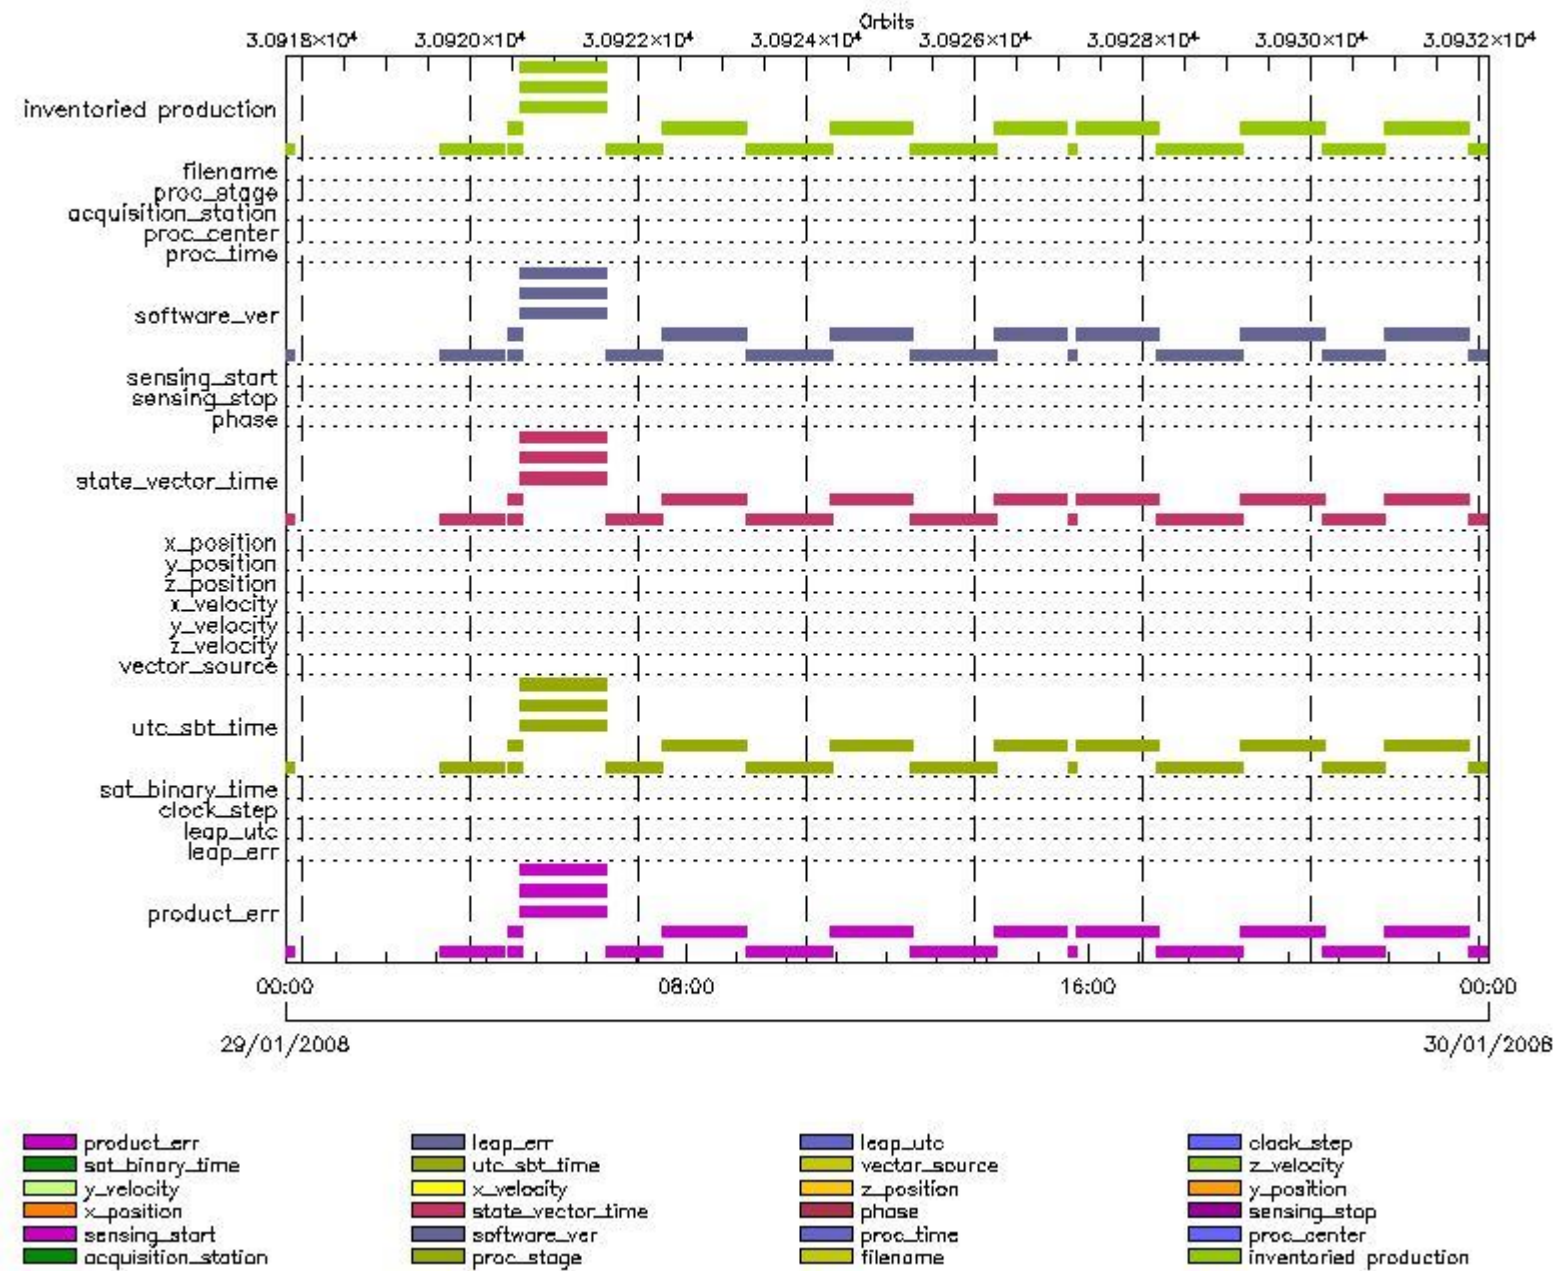 Orbits
3.0918×10⁴ 3.0920×10⁴ 3.0922×10⁴ 3.0924×10⁴ 3.0926×10⁴ 3.0928×10⁴ 3.0930×10⁴ 3.0932×10⁴
inventoried production
filename
proc_stage
acquisition_station
proc_center
proc_time
software_ver
sensing_start
sensing_stop
phase
state_vector_time
x_position
y_position
z_position
x_velocity
y_velocity
z_velocity
vector_source
utc_sbt_time
sat_binary_time
clock_step
leap_utc
leap_err
product_err
00:00 08:00 16:00 00:00
29/01/2008 30/01/2008
product_err leap_err leap_utc clock_step
sat_binary_time utc_sbt_time vector_source z_velocity
y_velocity x_velocity z_position y_position
x_position state_vector_time phase sensing_stop
sensing_start software_ver proc_time proc_center
acquisition_station proc_stage filename inventoried production